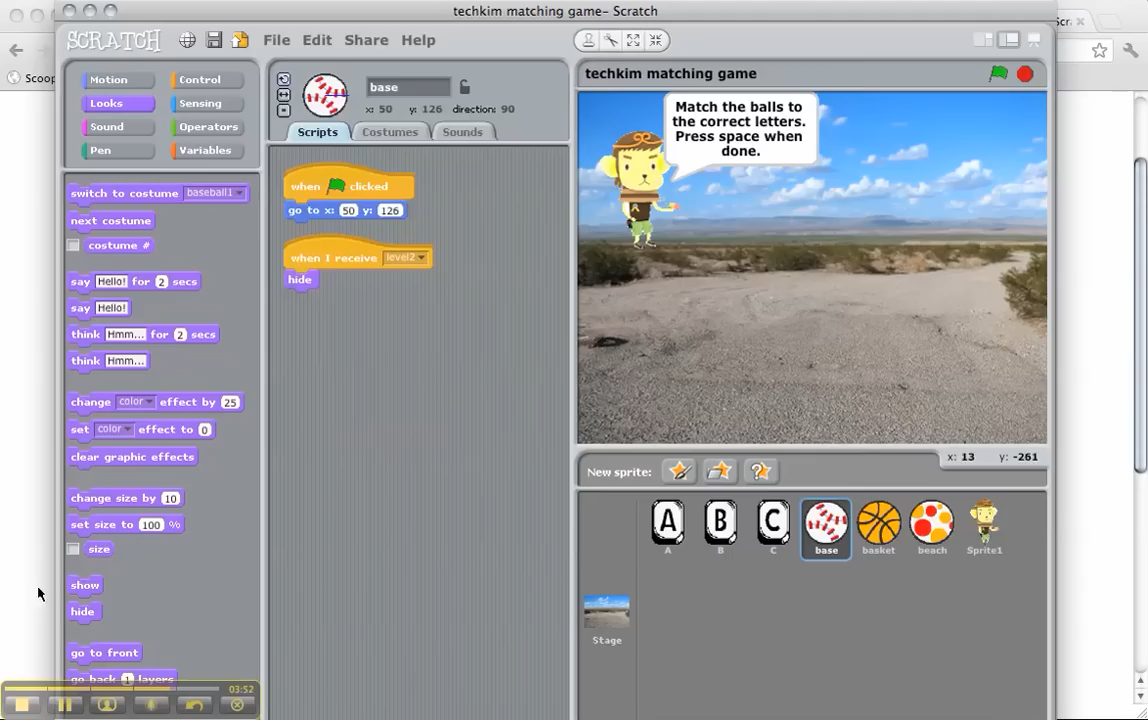 techkim matching game- Scratch
SCRATCH
File Edit Share Help
Scoop
Motion Control
Looks Sensing
Sound Operators
Pen Variables
base
x: 50 y: 126 direction: 90
Scripts Costumes Sounds
switch to costume baseball1
next costume
costume #
say Hello! for 2 secs
say Hello!
think Hmm... for 2 secs
think Hmm...
change color effect by 25
set color effect to 0
clear graphic effects
change size by 10
set size to 100 %
size
show
hide
go to front
go back 1 layers
03:52
when clicked
go to x: 50 y: 126
when I receive level2
hide
techkim matching game
Match the balls to
the correct letters.
Press space when
done.
A
x: 13 y: -261
New sprite:
A B C
A B C base basket beach Sprite1
Stage